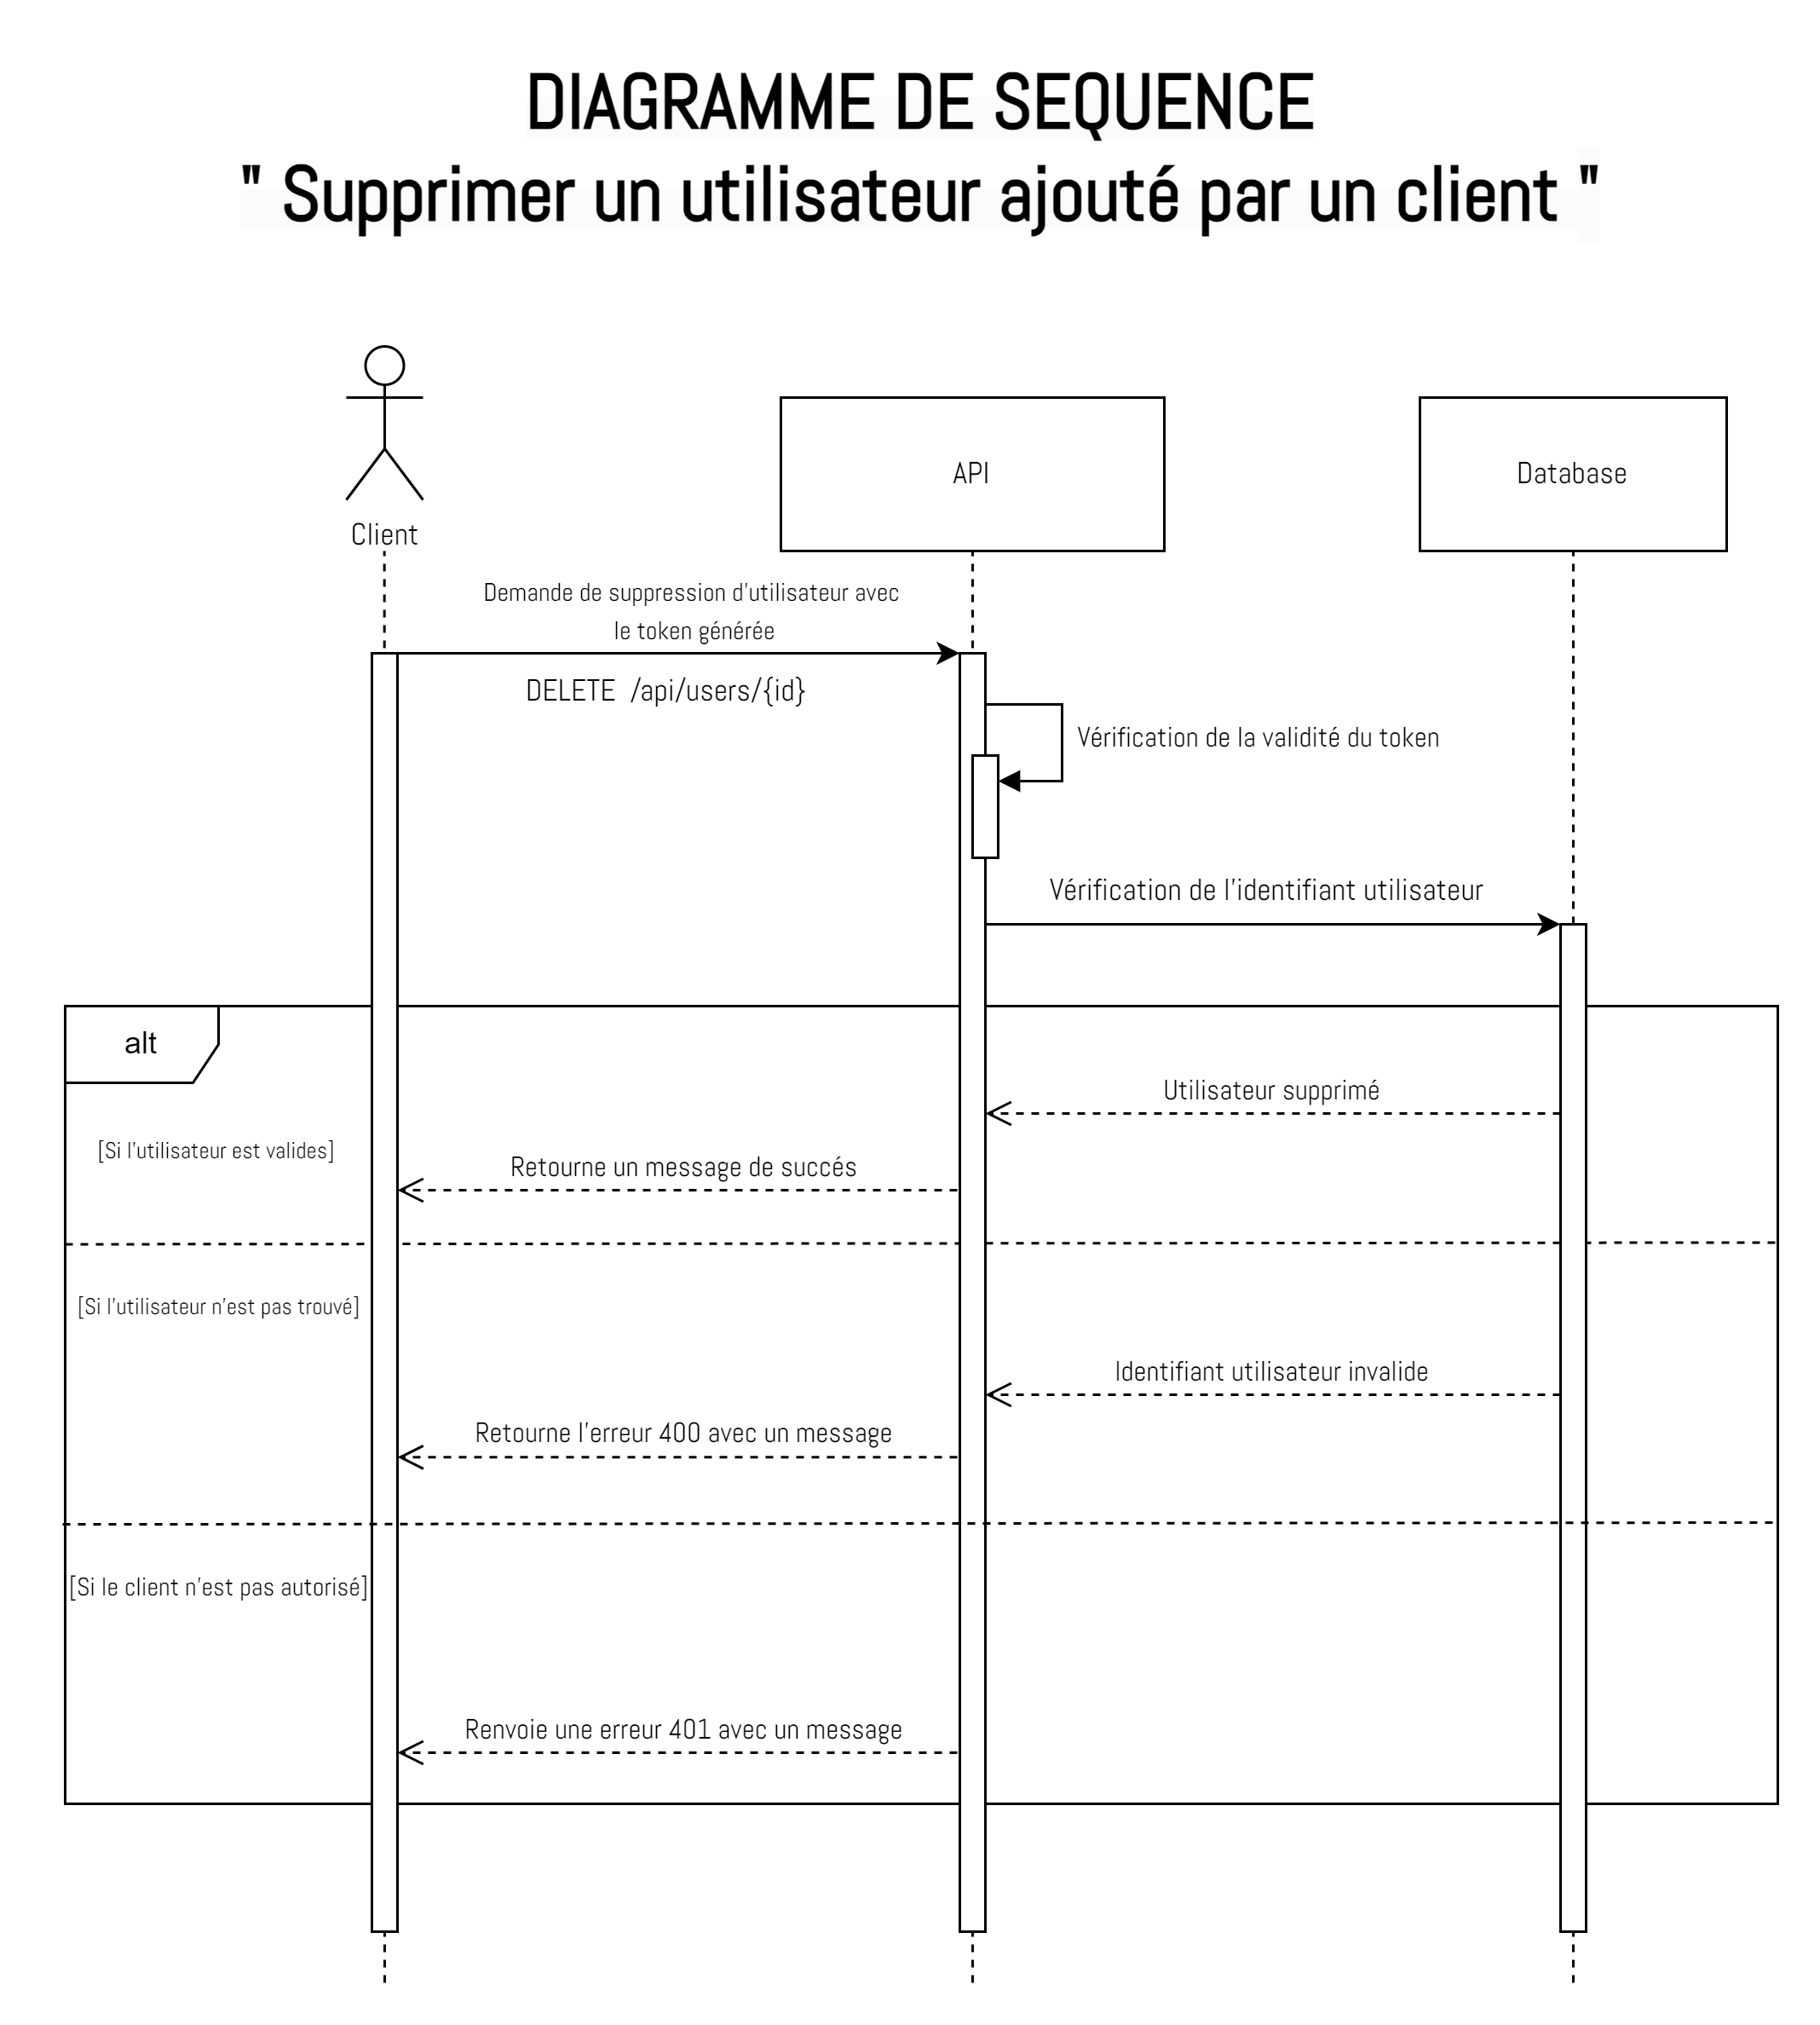 DIAGRAMME DE SEQUENCE
" Supprimer un utilisateur ajouté par un client "
Client
API
Database
Demande de suppression d'utilisateur avec
le token générée
DELETE /api/users/{id}
Vérification de la validité du token
Vérification de l'identifiant utilisateur
alt
Utilisateur supprimé
[Si l'utilisateur est valides]
Retourne un message de succés
[Si l'utilisateur n'est pas trouvé]
Identifiant utilisateur invalide
Retourne l'erreur 400 avec un message
[Si le client n'est pas autorisé]
Renvoie une erreur 401 avec un message